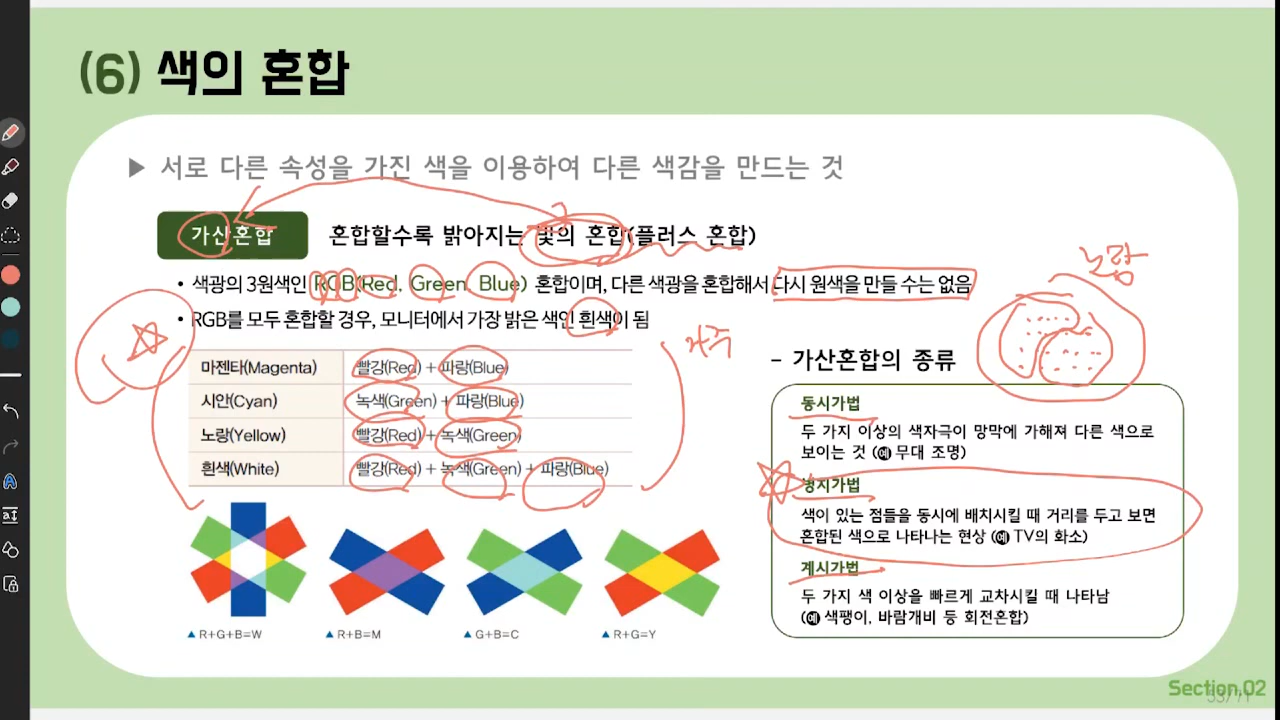 (6) 색의 혼합
▶ 서로 다른 속성을 가진 색을 이용하여 다른 색감을 만드는 것
가산혼합 혼합할수록 밝아지는 빛의 혼합(플러스 혼합)
• 색광의 3원색인 RGB(Red, Green, Blue) 혼합이며, 다른 색광을 혼합해서 다시 원색을 만들 수는 없음
• RGB를 모두 혼합할 경우, 모니터에서 가장 밝은 색인 흰색이 됨
마젠타(Magenta) 빨강(Red) + 파랑(Blue)
시안(Cyan) 녹색(Green) + 파랑(Blue)
노랑(Yellow) 빨강(Red) + 녹색(Green)
흰색(White) 빨강(Red) + 녹색(Green) + 파랑(Blue)
▲ R+G+B=W
▲ R+B=M
▲ G+B=C
▲ R+G=Y
노랑
– 가산혼합의 종류
동시가법
두 가지 이상의 색자극이 망막에 가해져 다른 색으로
보이는 것 (예 무대 조명)
병치가법
색이 있는 점들을 동시에 배치시킬 때 거리를 두고 보면
혼합된 색으로 나타나는 현상 (예 TV의 화소)
계시가법
두 가지 색 이상을 빠르게 교차시킬 때 나타남
(예 색팽이, 바람개비 등 회전혼합)
Section.02
53/71